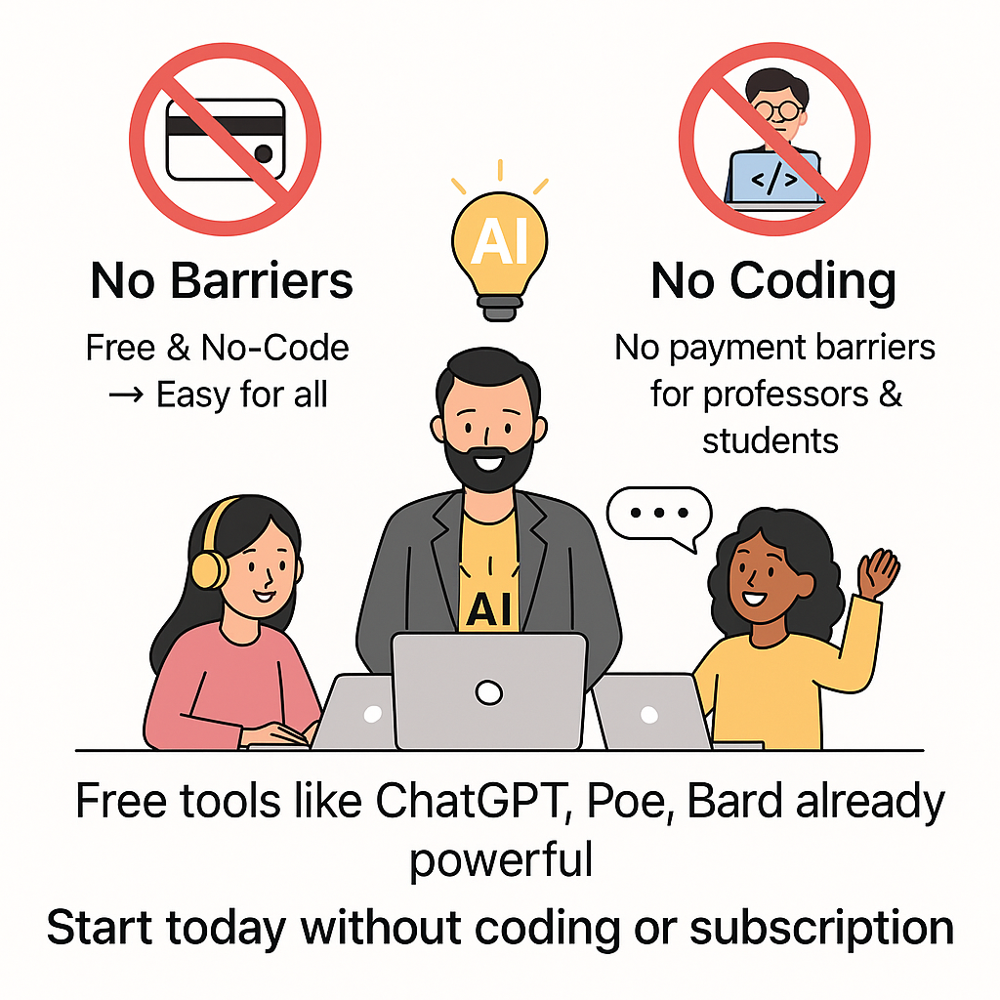 AI
No Barriers
Free & No-Code
→ Easy for all
</>
No Coding
No payment barriers
for professors &
students
AI
Free tools like ChatGPT, Poe, Bard already
powerful
Start today without coding or subscription